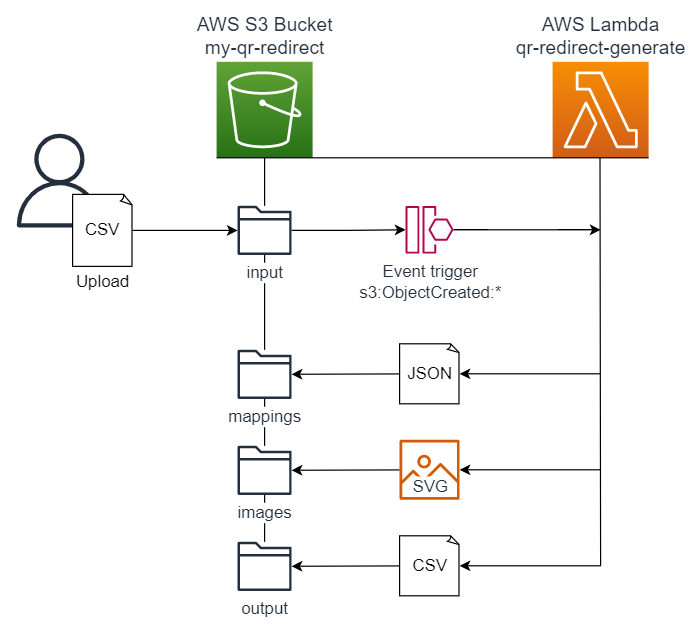 AWS S3 Bucket
my-qr-redirect
AWS Lambda
qr-redirect-generate
CSV
Upload
input
Event trigger
s3:ObjectCreated:*
JSON
mappings
SVG
images
CSV
output